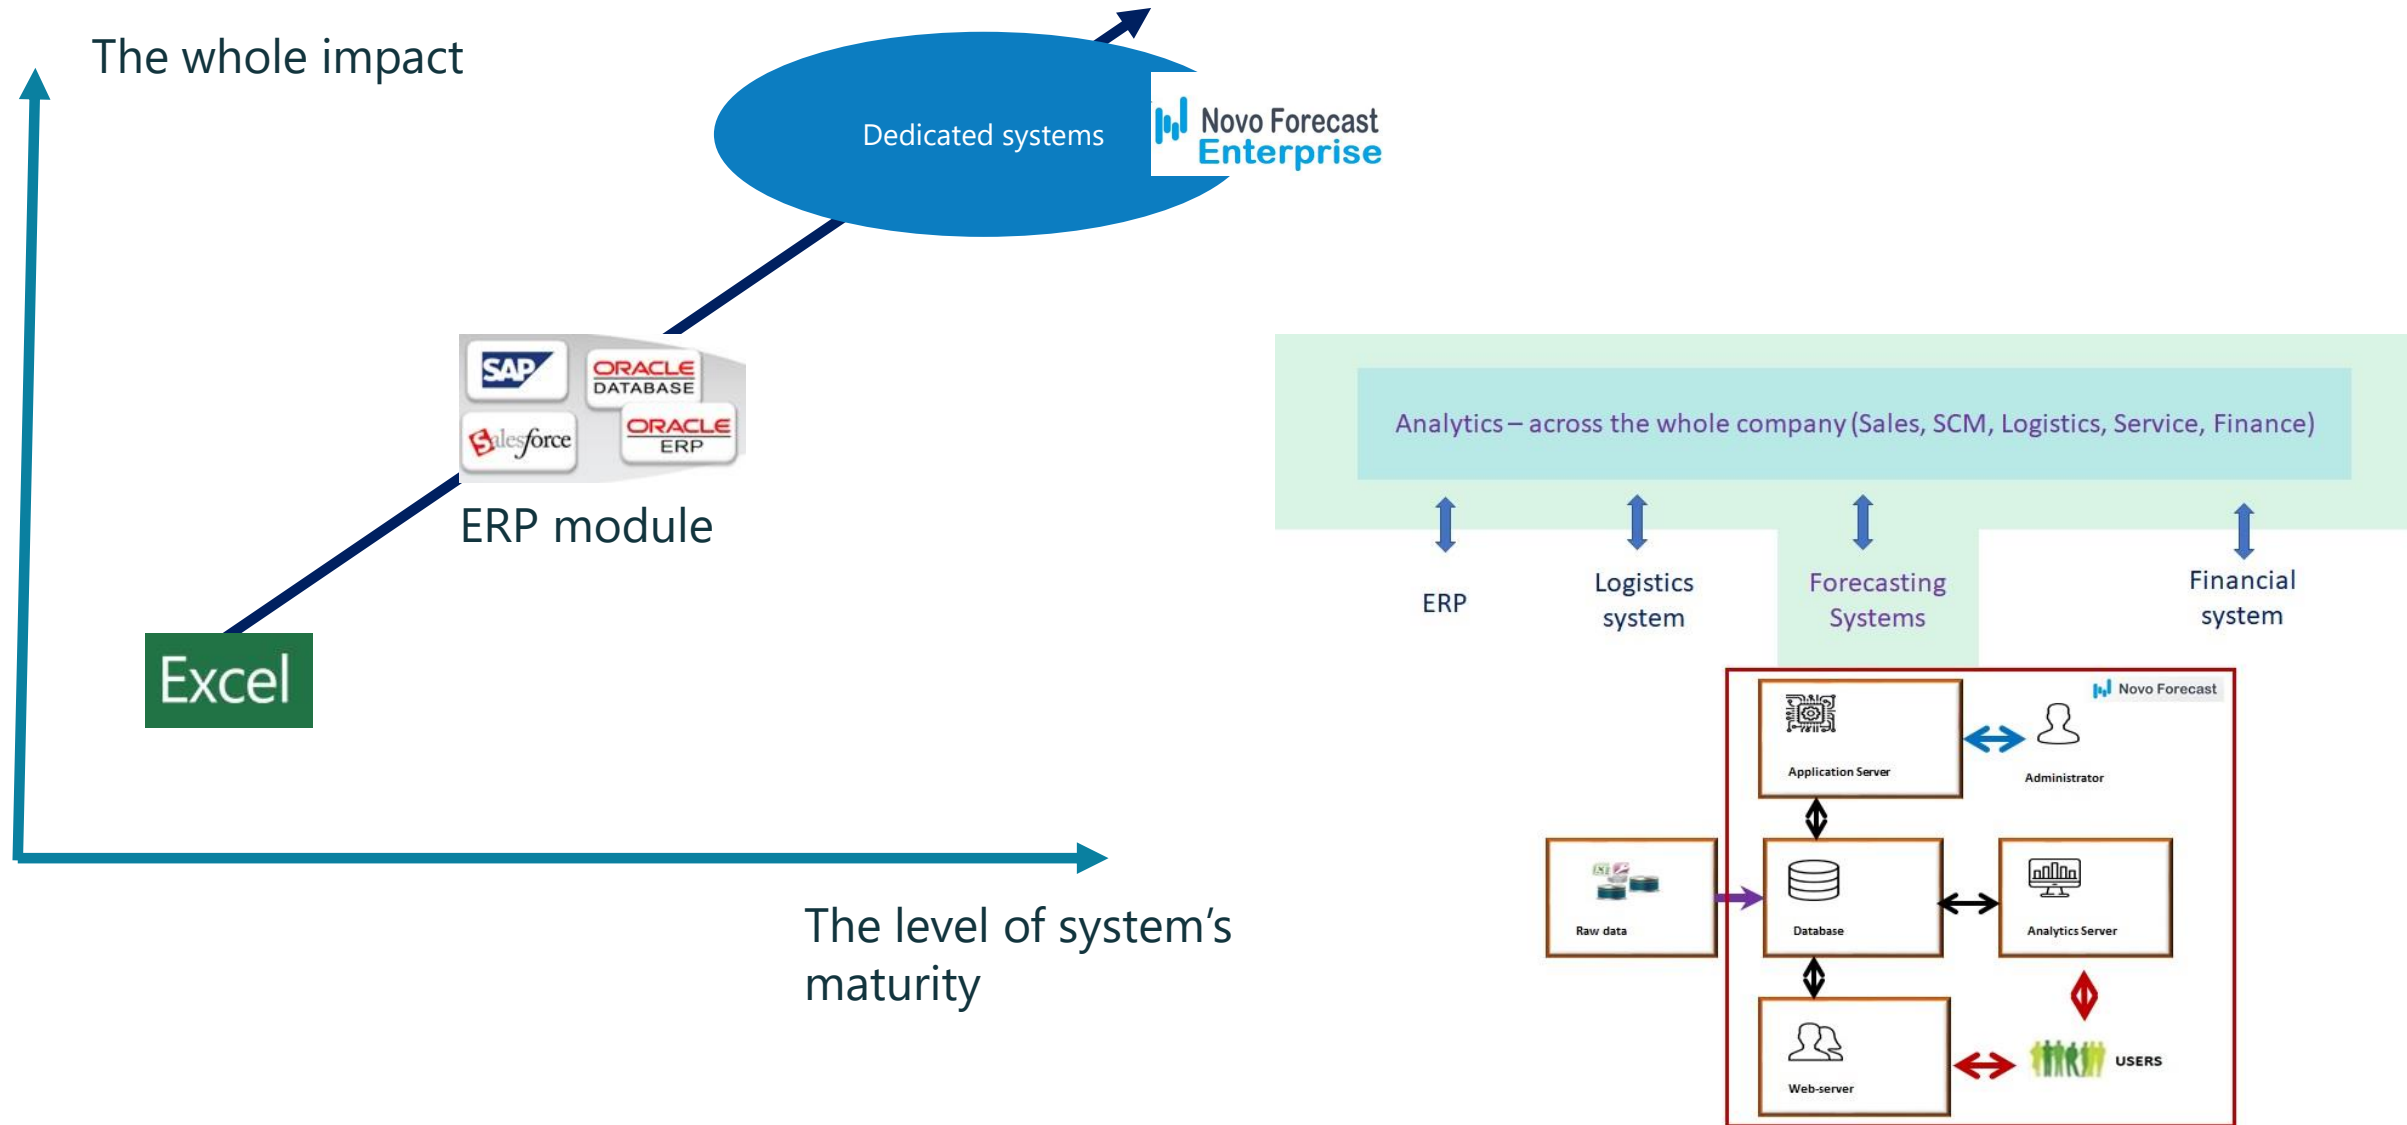 The whole impact
Dedicated systems
Novo Forecast
Enterprise
SAP
ORACLE
DATABASE
salesforce
ORACLE
ERP
ERP module
Excel
The level of system’s
maturity
Analytics – across the whole company (Sales, SCM, Logistics, Service, Finance)
ERP
Logistics
system
Forecasting
Systems
Financial
system
Novo Forecast
Application Server
Administrator
Raw data
Database
Analytics Server
Web-server
USERS